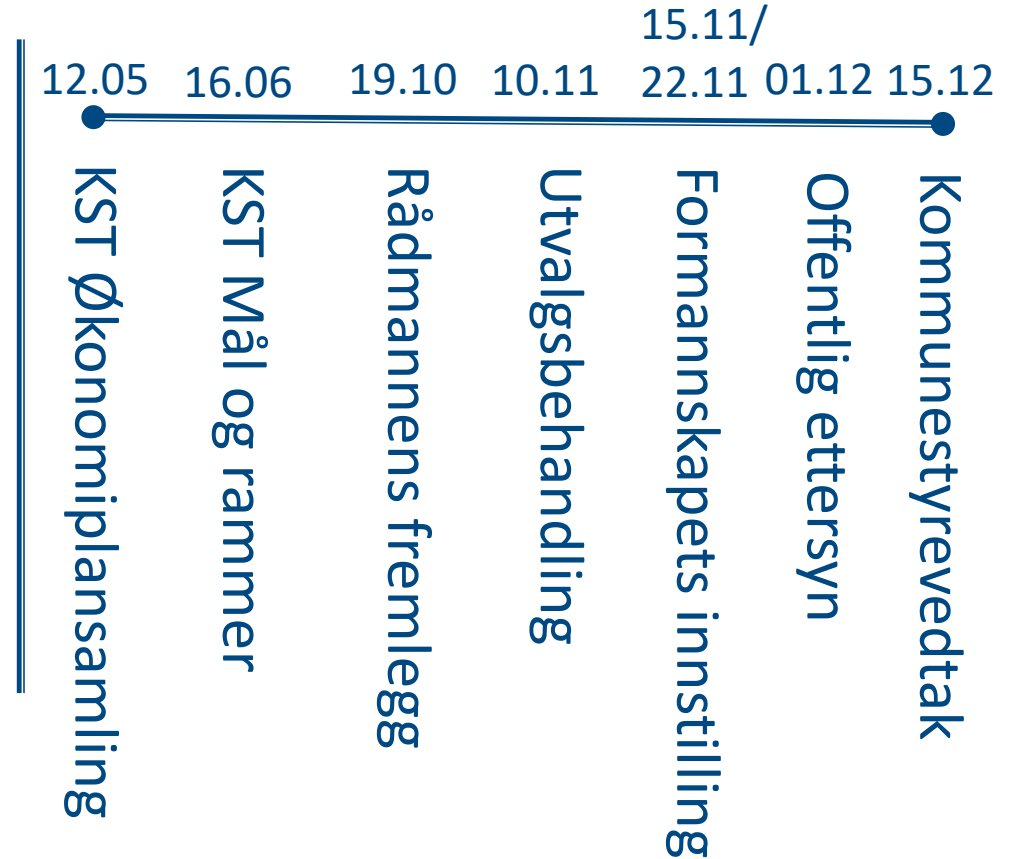 15.11/
12.05 16.06 19.10 10.11 22.11 01.12 15.12
KST Økonomiplansamling
KST Mål og rammer
Rådmannens fremlegg
Utvalgsbehandling
Formannskapets innstilling
Offentlig ettersyn
Kommunestyrevedtak